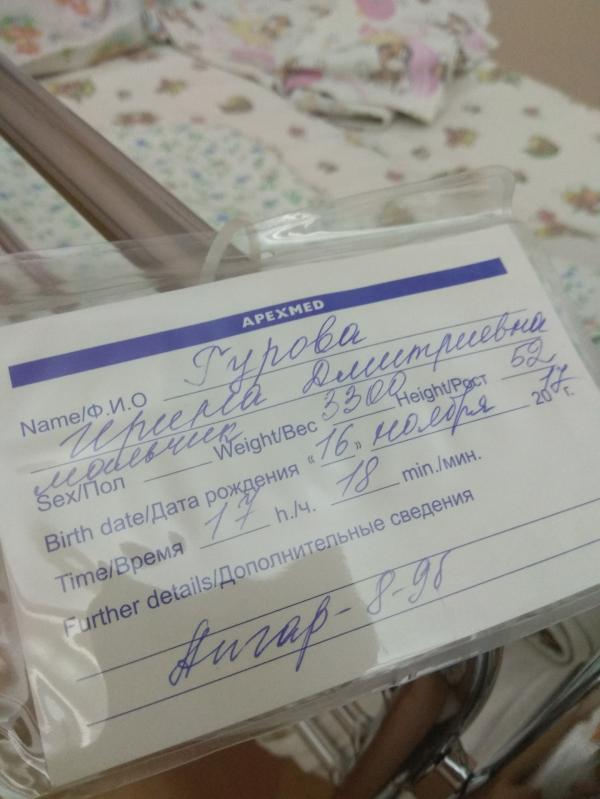 APEXMED
Name/Ф.И.О Гурова
Ирина Дмитриевна
мальчик
Sex/Пол Weight/Вес 3300 Height/Рост 52
Birth date/Дата рождения "16" ноября 2017 г.
Time/Время 17 h./ч. 18 min./мин.
Further details/Дополнительные сведения
Апгар - 8-9б